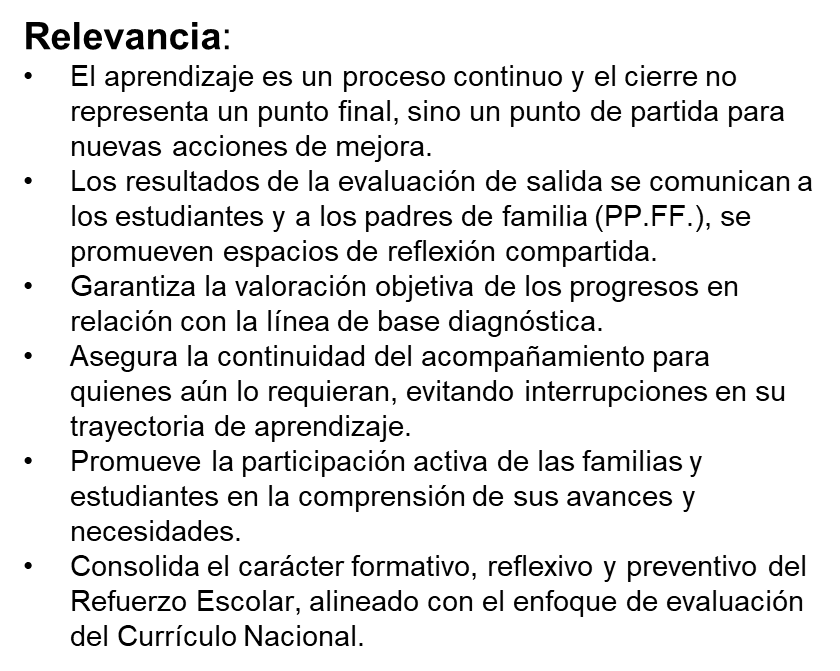 Relevancia:
• El aprendizaje es un proceso continuo y el cierre no
representa un punto final, sino un punto de partida para
nuevas acciones de mejora.
• Los resultados de la evaluación de salida se comunican a
los estudiantes y a los padres de familia (PP.FF.), se
promueven espacios de reflexión compartida.
• Garantiza la valoración objetiva de los progresos en
relación con la línea de base diagnóstica.
• Asegura la continuidad del acompañamiento para
quienes aún lo requieran, evitando interrupciones en su
trayectoria de aprendizaje.
• Promueve la participación activa de las familias y
estudiantes en la comprensión de sus avances y
necesidades.
• Consolida el carácter formativo, reflexivo y preventivo del
Refuerzo Escolar, alineado con el enfoque de evaluación
del Currículo Nacional.